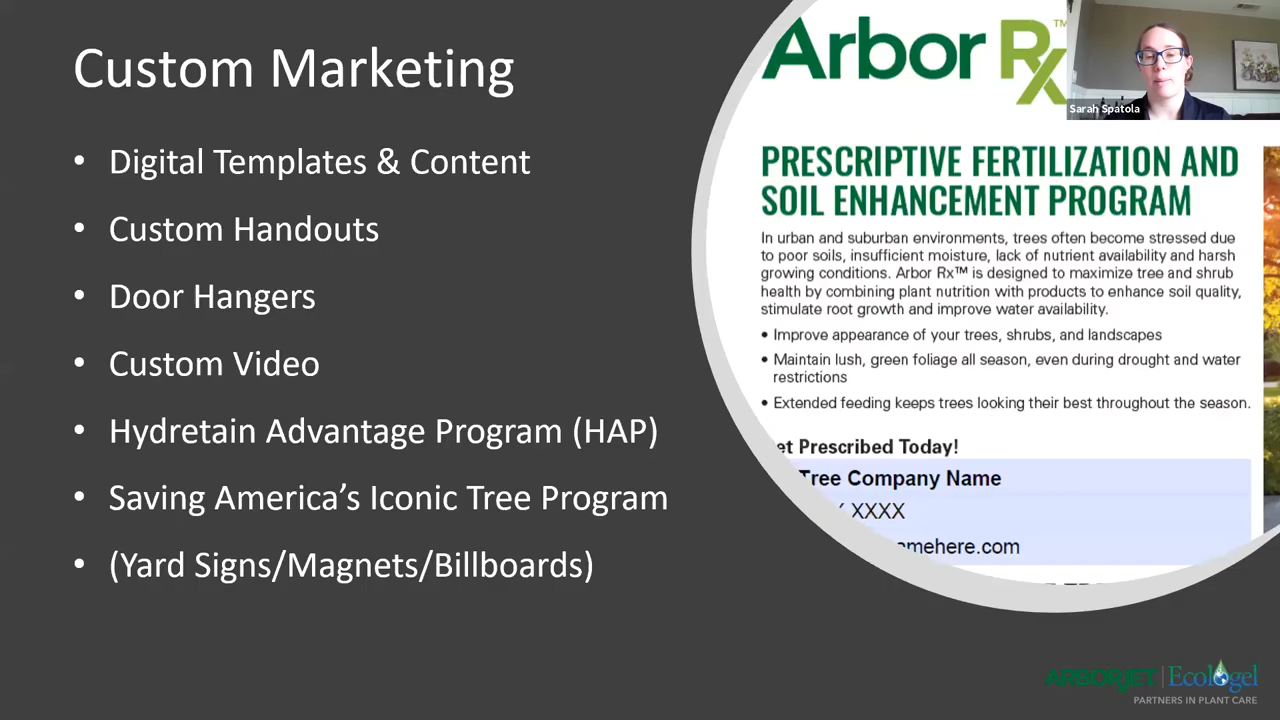 Custom Marketing
• Digital Templates & Content
• Custom Handouts
• Door Hangers
• Custom Video
• Hydretain Advantage Program (HAP)
• Saving America's Iconic Tree Program
• (Yard Signs/Magnets/Billboards)
Arbor Rx™
Sarah Spatola
PRESCRIPTIVE FERTILIZATION AND
SOIL ENHANCEMENT PROGRAM
In urban and suburban environments, trees often become stressed due
to poor soils, insufficient moisture, lack of nutrient availability and harsh
growing conditions. Arbor Rx™ is designed to maximize tree and shrub
health by combining plant nutrition with products to enhance soil quality,
stimulate root growth and improve water availability.
• Improve appearance of your trees, shrubs, and landscapes
• Maintain lush, green foliage all season, even during drought and water
restrictions
• Extended feeding keeps trees looking their best throughout the season.
et Prescribed Today!
Tree Company Name
XXXX
amehere.com
ARBORJET | Ecologel
PARTNERS IN PLANT CARE